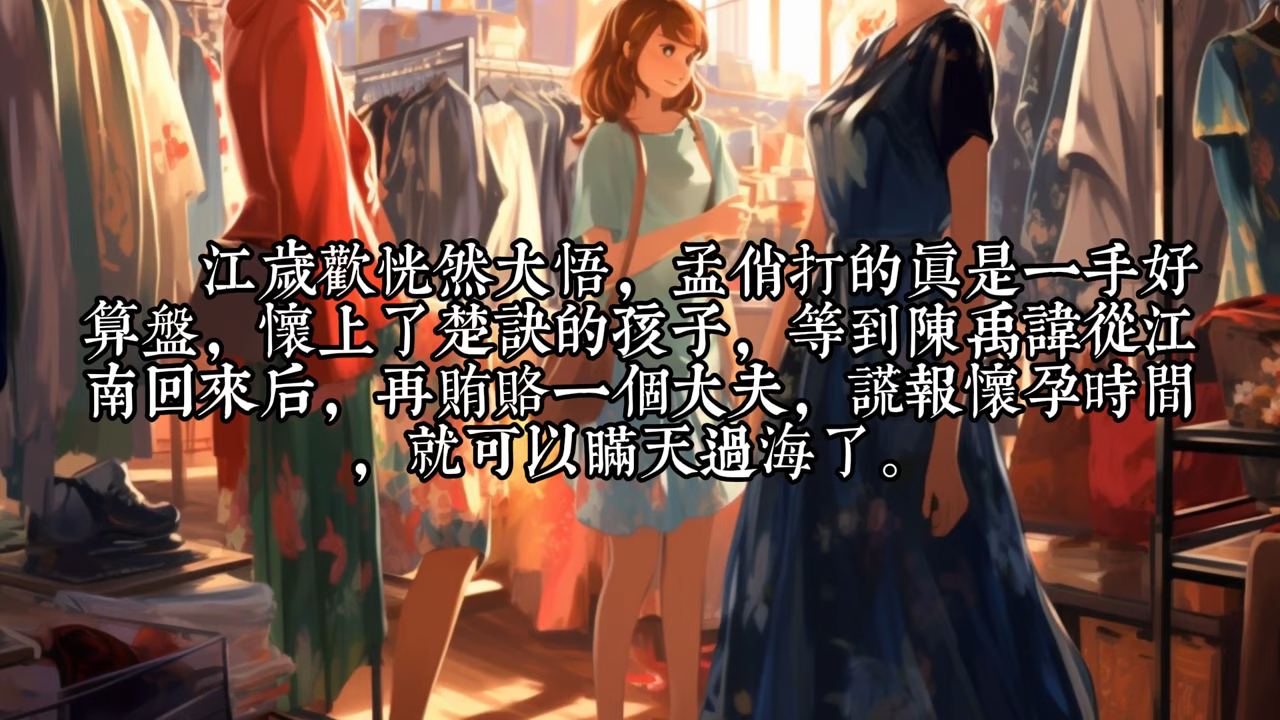 江歲歡恍然大悟，孟俏打的眞是一手好
算盤，懷上了楚訣的孩子，等到陳禹諱從江
南回來后，再賄賂一個大夫，謊報懷孕時間
，就可以瞞天過海了。